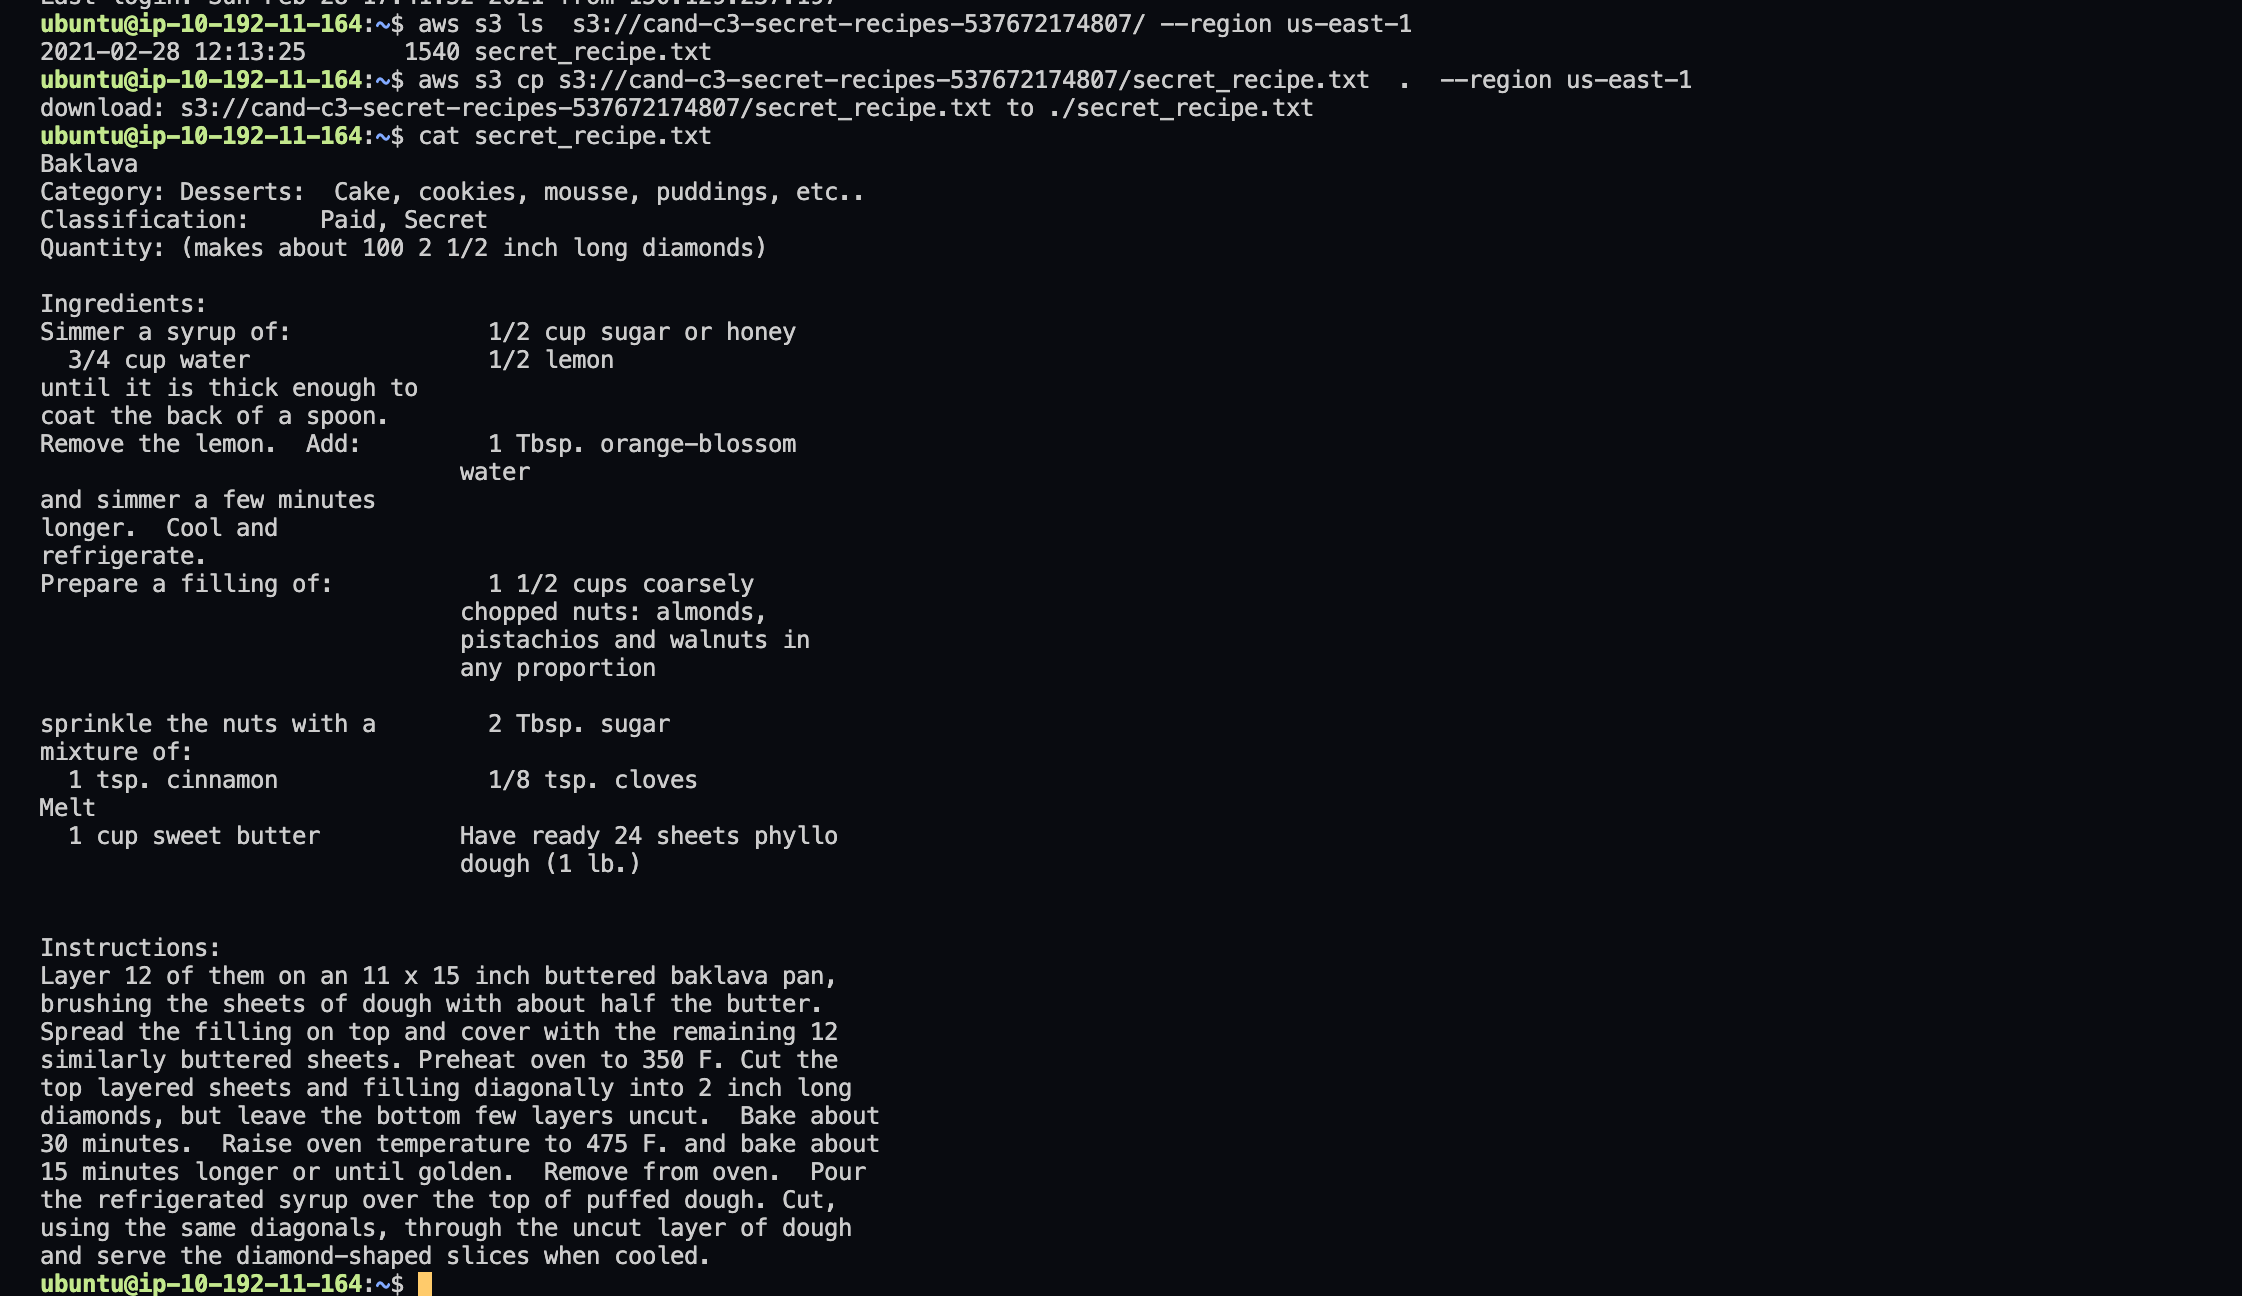 Last login: Sun Feb 28 17:41:52 2021 from 136.129.237.197
ubuntu@ip-10-192-11-164:~$ aws s3 ls  s3://cand-c3-secret-recipes-537672174807/ --region us-east-1
2021-02-28 12:13:25       1540 secret_recipe.txt
ubuntu@ip-10-192-11-164:~$ aws s3 cp s3://cand-c3-secret-recipes-537672174807/secret_recipe.txt  .  --region us-east-1
download: s3://cand-c3-secret-recipes-537672174807/secret_recipe.txt to ./secret_recipe.txt
ubuntu@ip-10-192-11-164:~$ cat secret_recipe.txt
Baklava
Category: Desserts:  Cake, cookies, mousse, puddings, etc..
Classification:     Paid, Secret
Quantity: (makes about 100 2 1/2 inch long diamonds)
Ingredients:
Simmer a syrup of:              1/2 cup sugar or honey
  3/4 cup water                 1/2 lemon
until it is thick enough to
coat the back of a spoon.
Remove the lemon.  Add:         1 Tbsp. orange-blossom
                              water
and simmer a few minutes
longer.  Cool and
refrigerate.
Prepare a filling of:           1 1/2 cups coarsely
                              chopped nuts: almonds,
                              pistachios and walnuts in
                              any proportion
sprinkle the nuts with a        2 Tbsp. sugar
mixture of:
  1 tsp. cinnamon               1/8 tsp. cloves
Melt
  1 cup sweet butter          Have ready 24 sheets phyllo
                              dough (1 lb.)
Instructions:
Layer 12 of them on an 11 x 15 inch buttered baklava pan,
brushing the sheets of dough with about half the butter.
Spread the filling on top and cover with the remaining 12
similarly buttered sheets. Preheat oven to 350 F. Cut the
top layered sheets and filling diagonally into 2 inch long
diamonds, but leave the bottom few layers uncut.  Bake about
30 minutes.  Raise oven temperature to 475 F. and bake about
15 minutes longer or until golden.  Remove from oven.  Pour
the refrigerated syrup over the top of puffed dough. Cut,
using the same diagonals, through the uncut layer of dough
and serve the diamond-shaped slices when cooled.
ubuntu@ip-10-192-11-164:~$